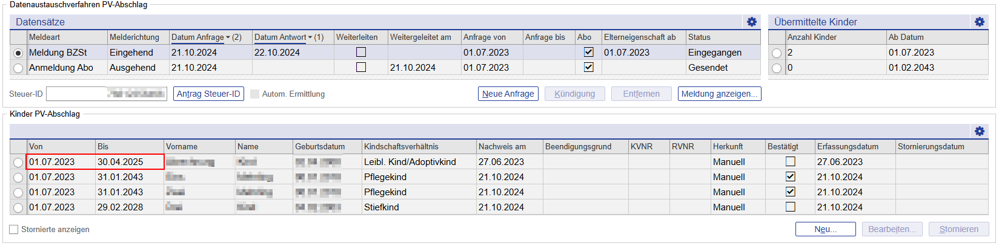 Datenaustauschverfahren PV-Abschlag
Datensätze
Meldeart Melderichtung Datum Anfrage (2) Datum Antwort (1) Weiterleiten Weitergeleitet am Anfrage von Anfrage bis Abo Elterneigenschaft ab Status
Meldung BZSt Eingehend 21.10.2024 22.10.2024 01.07.2023 01.07.2023 Eingegangen
Anmeldung Abo Ausgehend 21.10.2024 21.10.2024 01.07.2023 Gesendet
Übermittelte Kinder
Anzahl Kinder Ab Datum
2 01.07.2023
0 01.02.2043
Steuer-ID Antrag Steuer-ID Autom. Ermittlung Neue Anfrage Kündigung Entfernen Meldung anzeigen...
Kinder PV-Abschlag
Von Bis Vorname Name Geburtsdatum Kindschaftsverhältnis Nachweis am Beendigungsgrund KVNR RVNR Herkunft Bestätigt Erfassungsdatum Stornierungsdatum
01.07.2023 30.04.2025 Leibl. Kind/Adoptivkind 27.06.2023 Manuell 27.06.2023
01.07.2023 31.01.2043 Pflegekind 21.10.2024 Manuell 21.10.2024
01.07.2023 31.01.2043 Pflegekind 21.10.2024 Manuell 21.10.2024
01.07.2023 29.02.2028 Stiefkind 21.10.2024 Manuell 21.10.2024
Stornierte anzeigen Neu... Bearbeiten... Stornieren